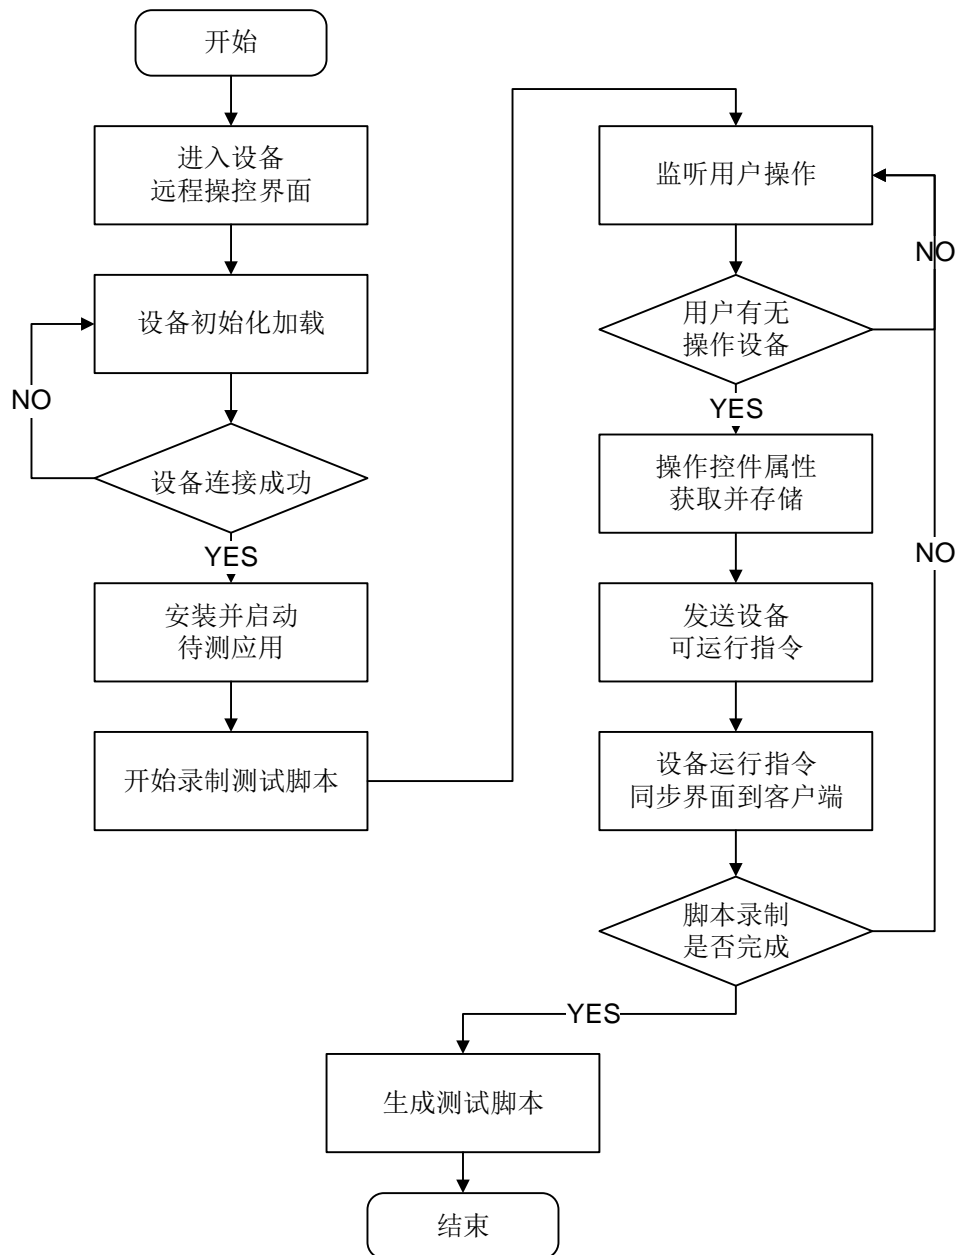 开始
进入设备
远程操控界面
设备初始化加载
NO
设备连接成功
YES
安装并启动
待测应用
开始录制测试脚本
监听用户操作
NO
用户有无
操作设备
YES
操作控件属性
获取并存储
NO
发送设备
可运行指令
设备运行指令
同步界面到客户端
脚本录制
是否完成
YES
生成测试脚本
结束